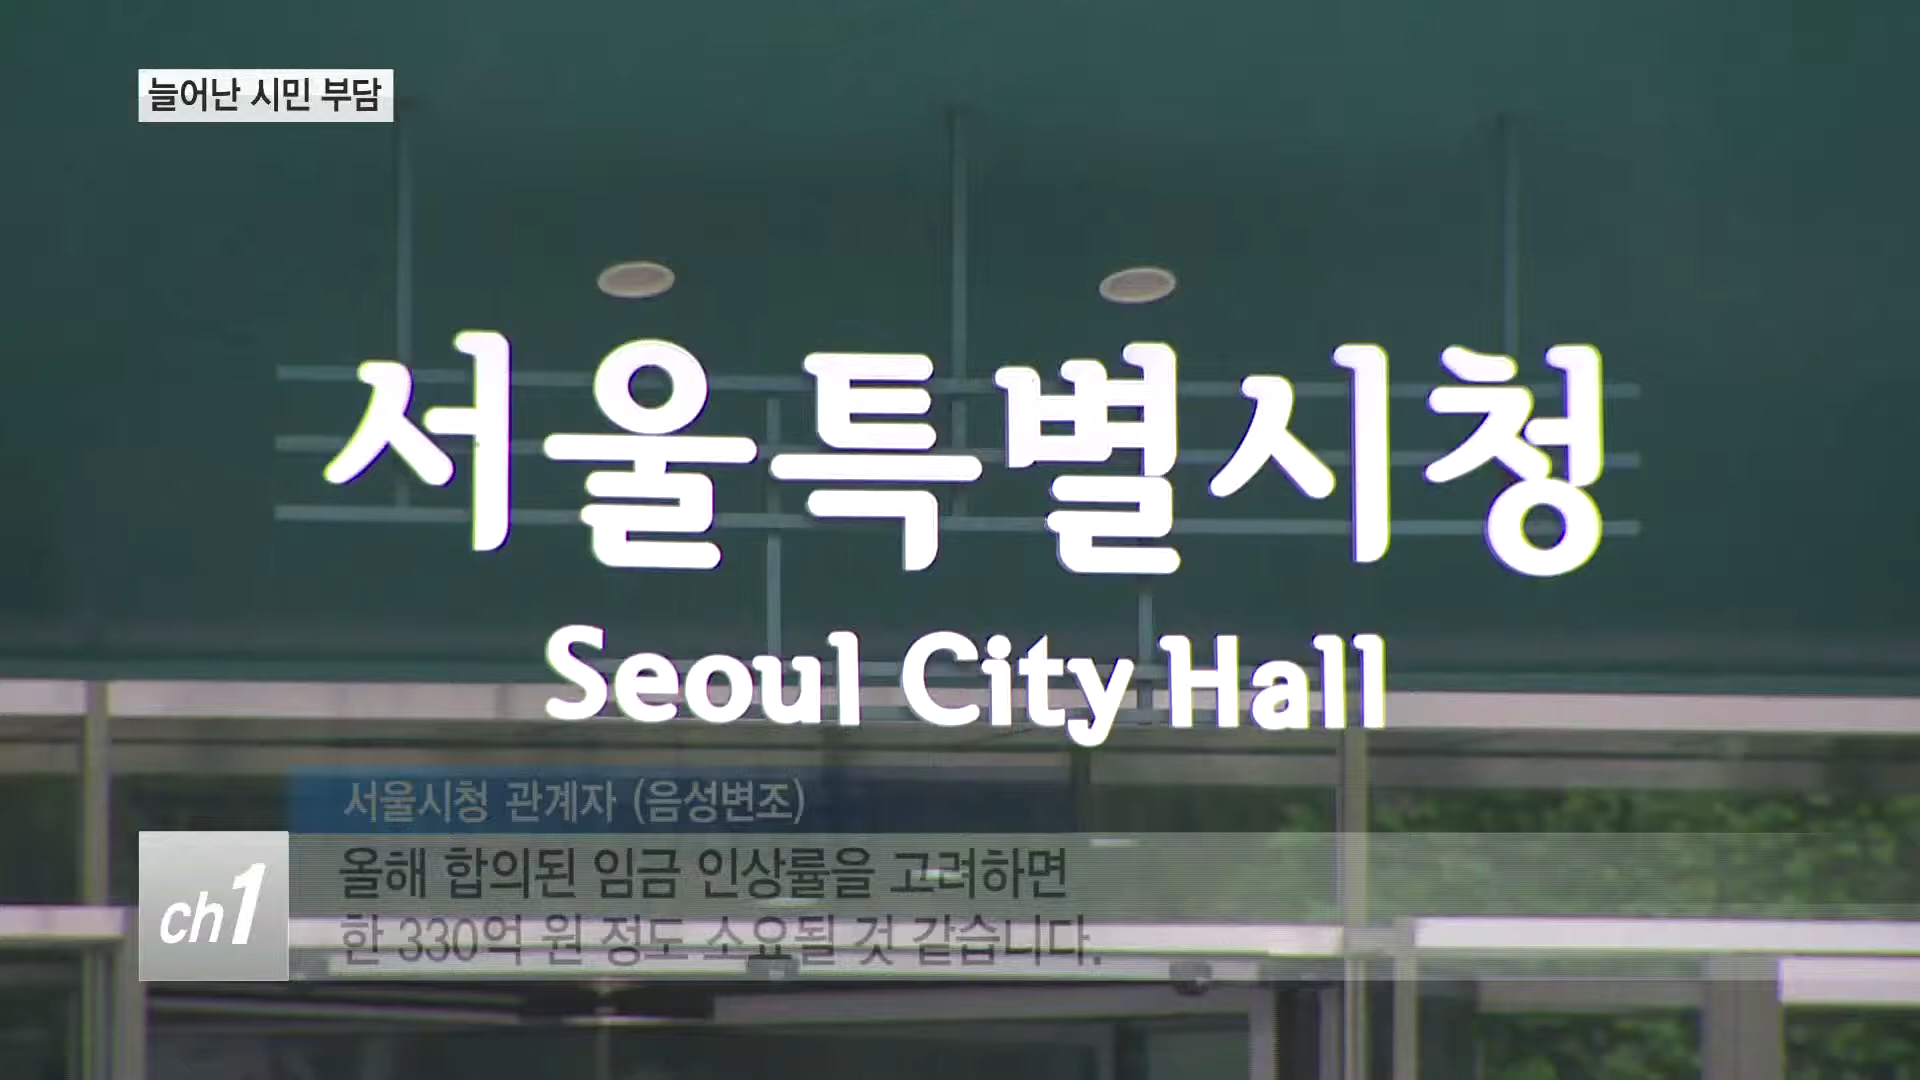 늘어난 시민 부담
서울특별시청
Seoul City Hall
서울시청 관계자 (음성변조)
ch1
올해 합의된 임금 인상률을 고려하면
한 330억 원 정도 소요될 것 같습니다.